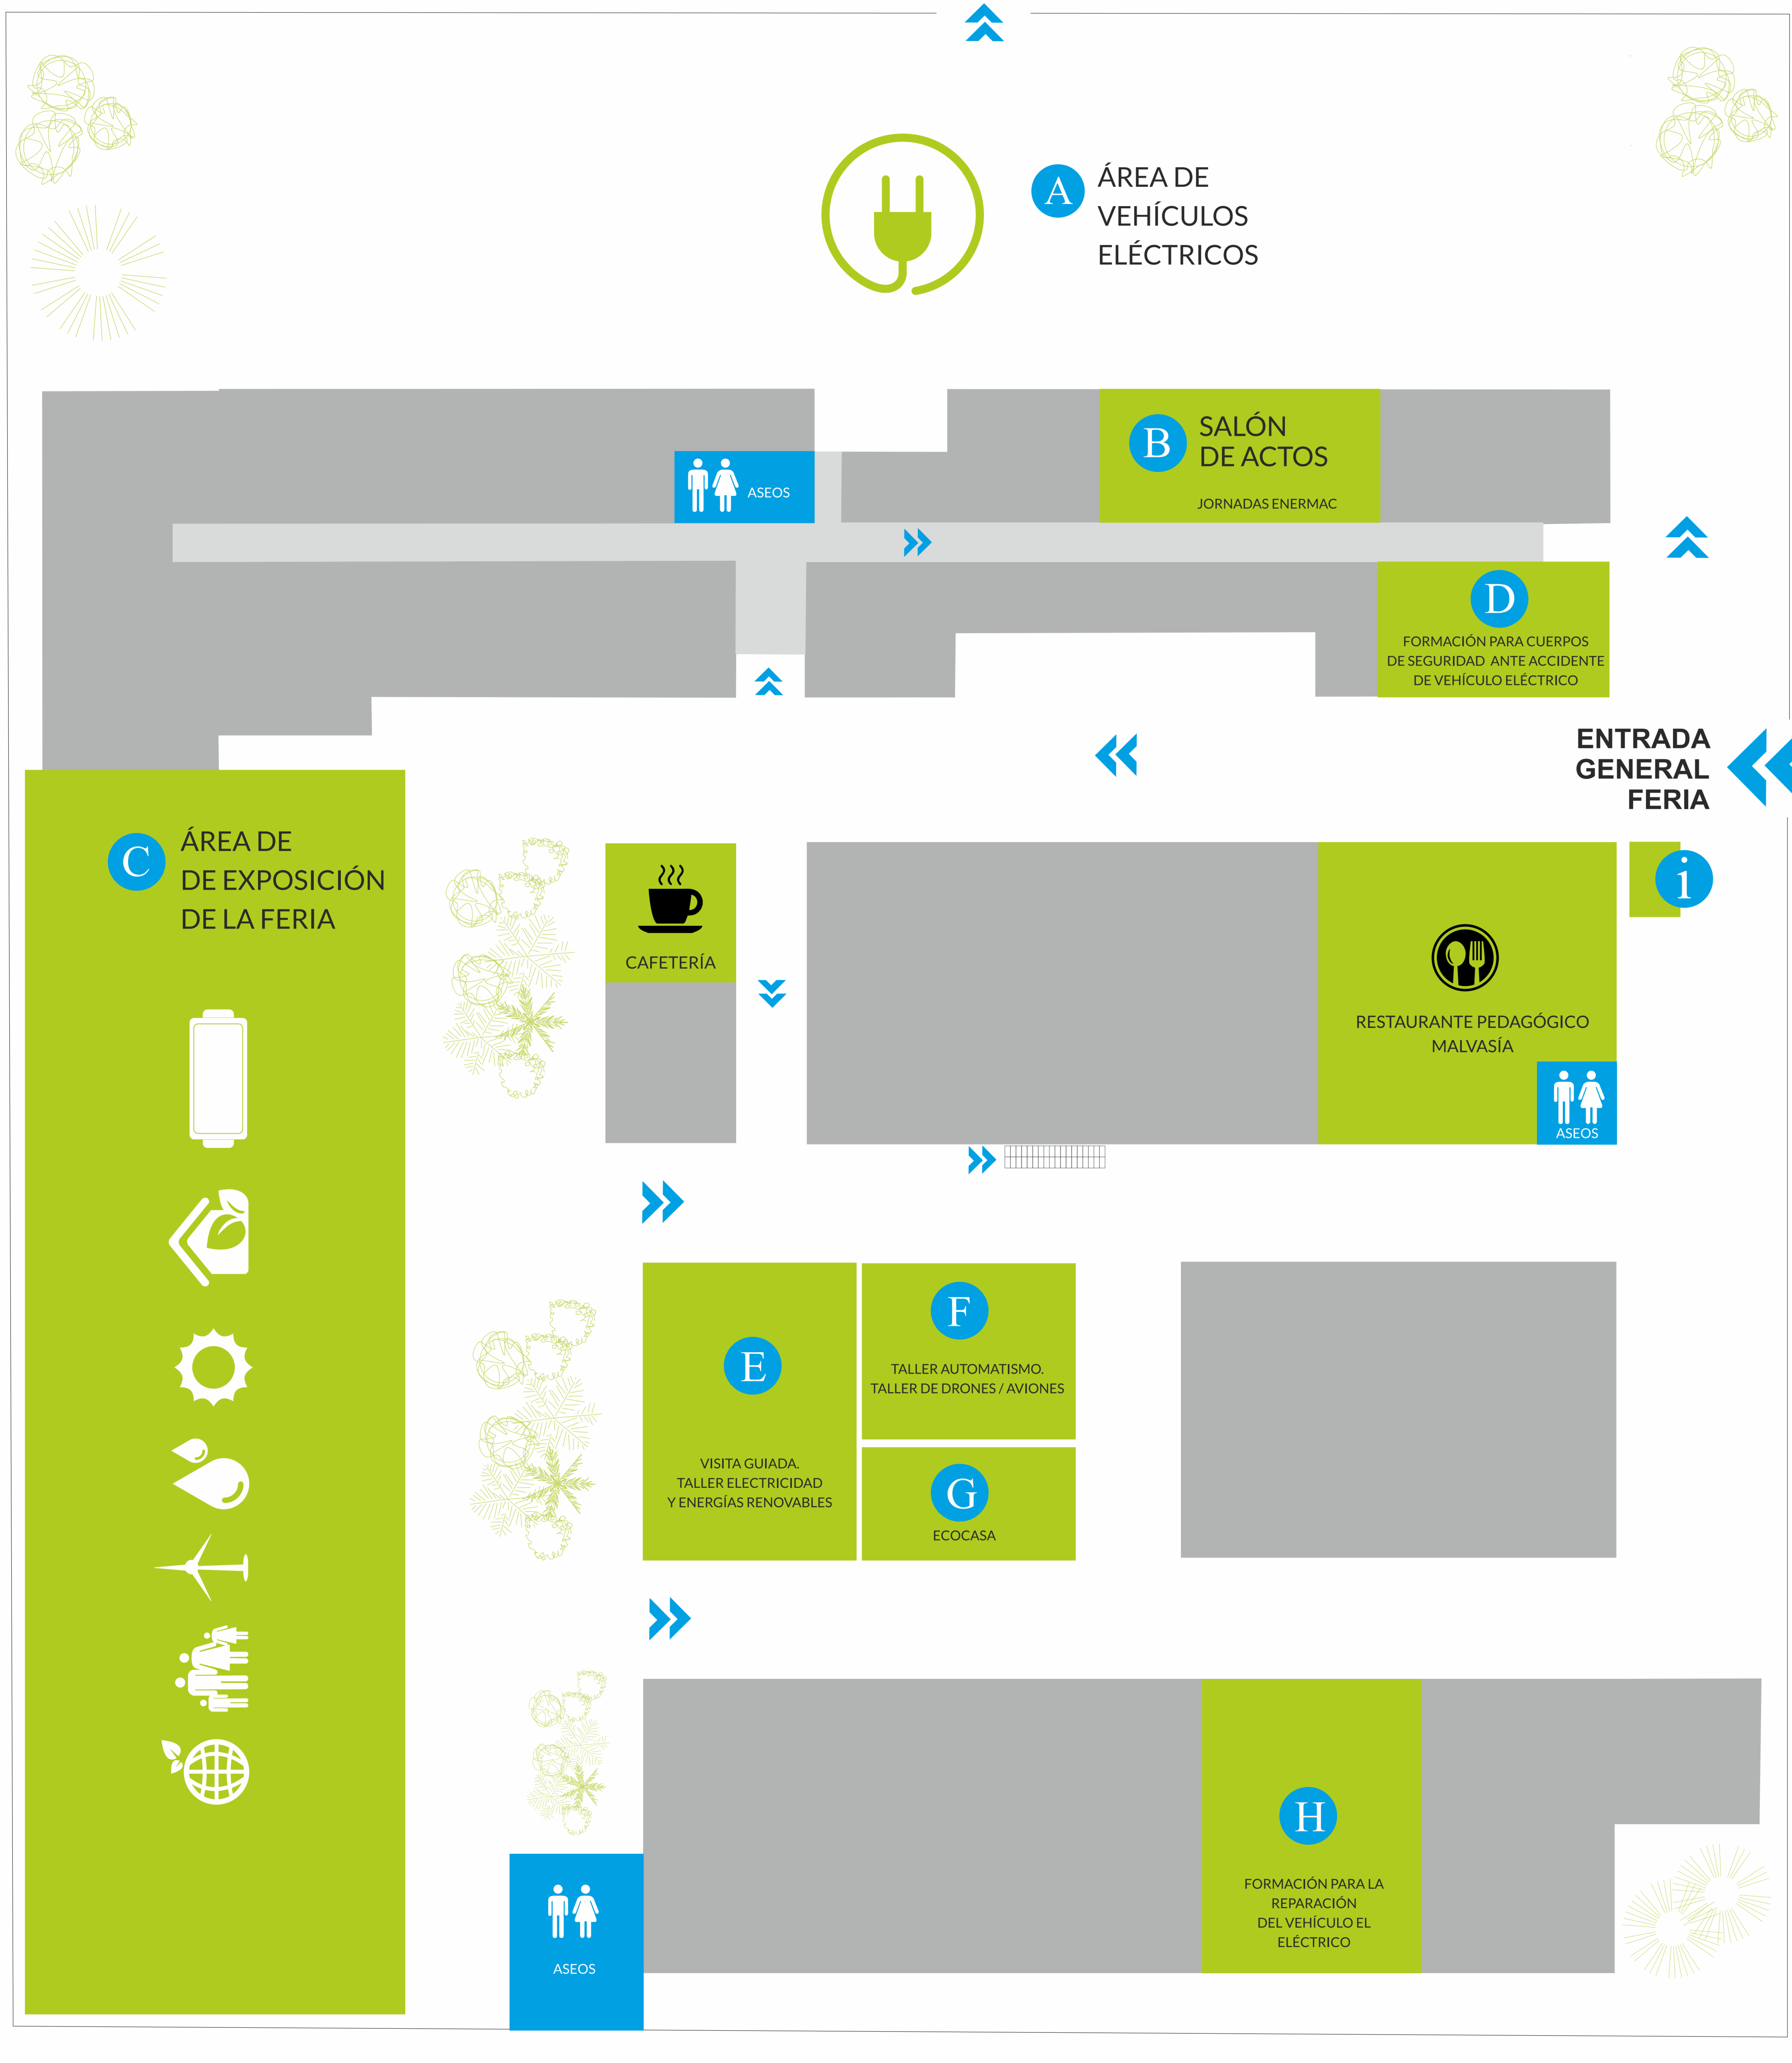 A
ÁREA DE
VEHÍCULOS
ELÉCTRICOS
B
SALÓN
DE ACTOS
JORNADAS ENERMAC
ASEOS
D
FORMACIÓN PARA CUERPOS
DE SEGURIDAD ANTE ACCIDENTE
DE VEHÍCULO ELÉCTRICO
ENTRADA
GENERAL
FERIA
C
ÁREA DE
DE EXPOSICIÓN
DE LA FERIA
CAFETERÍA
i
RESTAURANTE PEDAGÓGICO
MALVASÍA
ASEOS
E
VISITA GUIADA.
TALLER ELECTRICIDAD
Y ENERGÍAS RENOVABLES
F
TALLER AUTOMATISMO.
TALLER DE DRONES / AVIONES
G
ECOCASA
H
FORMACIÓN PARA LA
REPARACIÓN
DEL VEHÍCULO EL
ELÉCTRICO
ASEOS